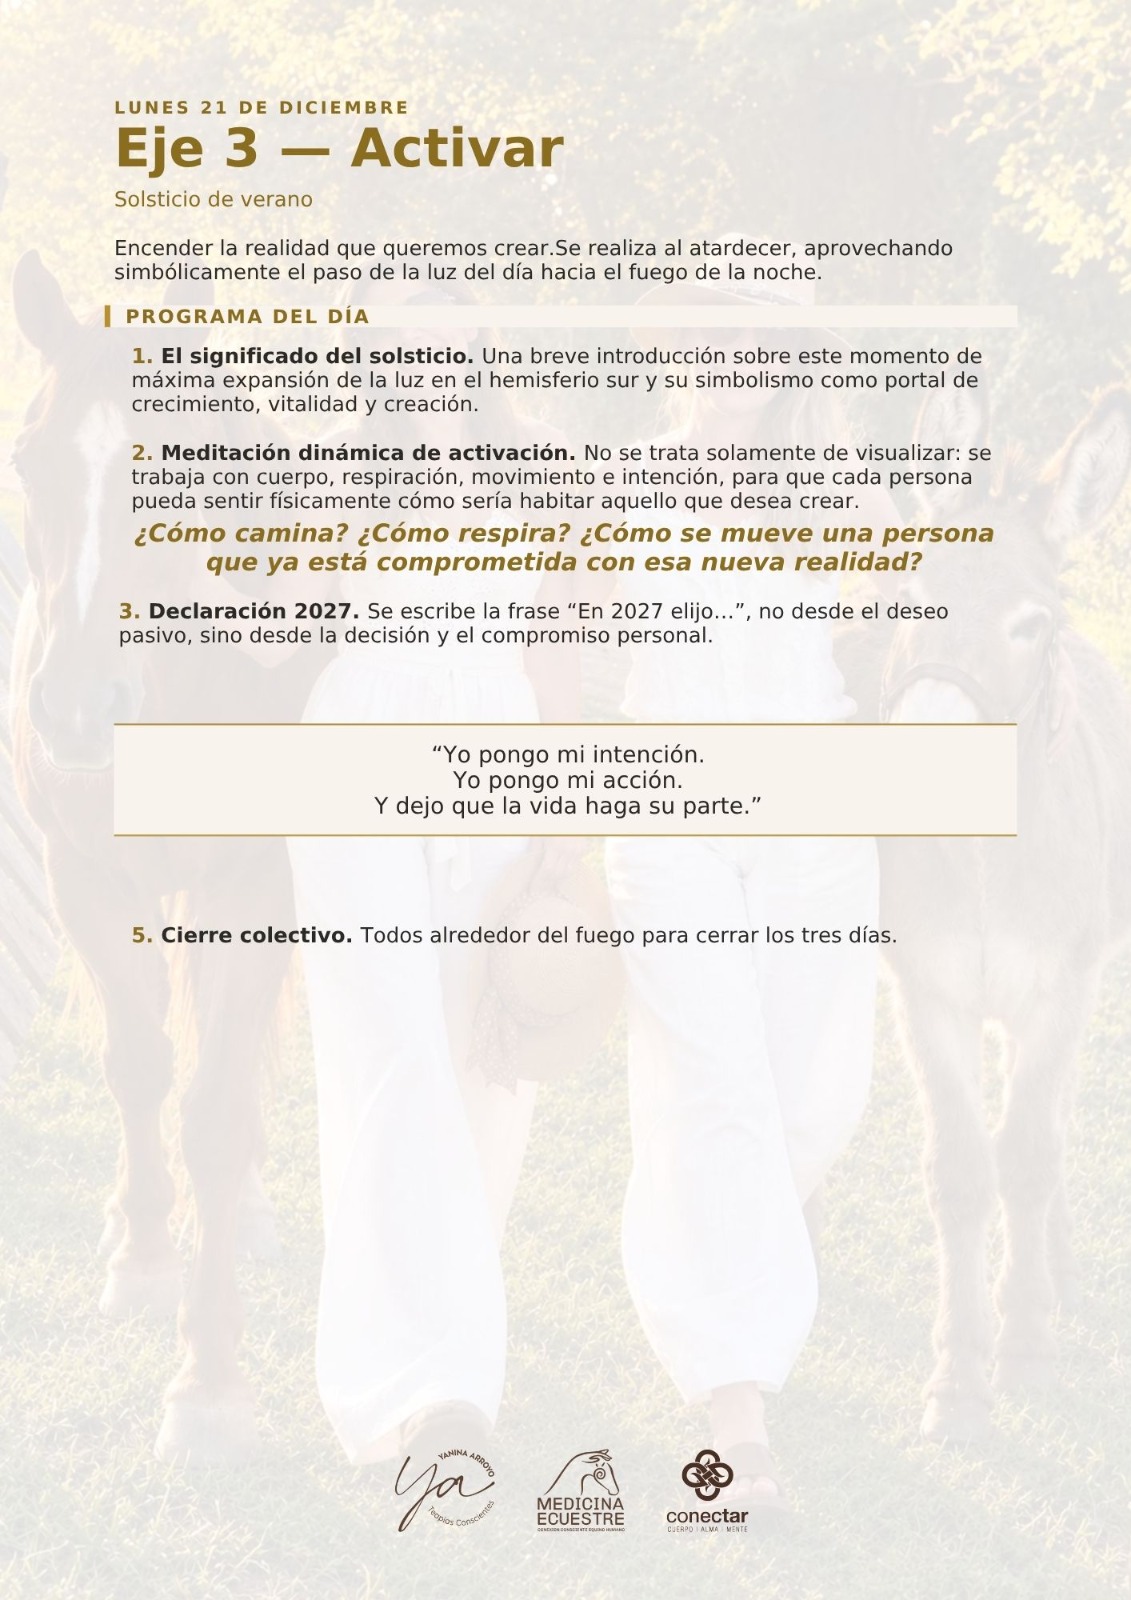 LUNES 21 DE DICIEMBRE
Eje 3 — Activar
Solsticio de verano
Encender la realidad que queremos crear.Se realiza al atardecer, aprovechando
simbólicamente el paso de la luz del día hacia el fuego de la noche.
PROGRAMA DEL DÍA
1. El significado del solsticio. Una breve introducción sobre este momento de
máxima expansión de la luz en el hemisferio sur y su simbolismo como portal de
crecimiento, vitalidad y creación.
2. Meditación dinámica de activación. No se trata solamente de visualizar: se
trabaja con cuerpo, respiración, movimiento e intención, para que cada persona
pueda sentir físicamente cómo sería habitar aquello que desea crear.
¿Cómo camina? ¿Cómo respira? ¿Cómo se mueve una persona
que ya está comprometida con esa nueva realidad?
3. Declaración 2027. Se escribe la frase “En 2027 elijo…”, no desde el deseo
pasivo, sino desde la decisión y el compromiso personal.
“Yo pongo mi intención.
Yo pongo mi acción.
Y dejo que la vida haga su parte.”
5. Cierre colectivo. Todos alrededor del fuego para cerrar los tres días.
YANINA ARROYO
ya
Terapias Conscientes
MEDICINA
ECUESTRE
conectar
CUERPO | ALMA | MENTE